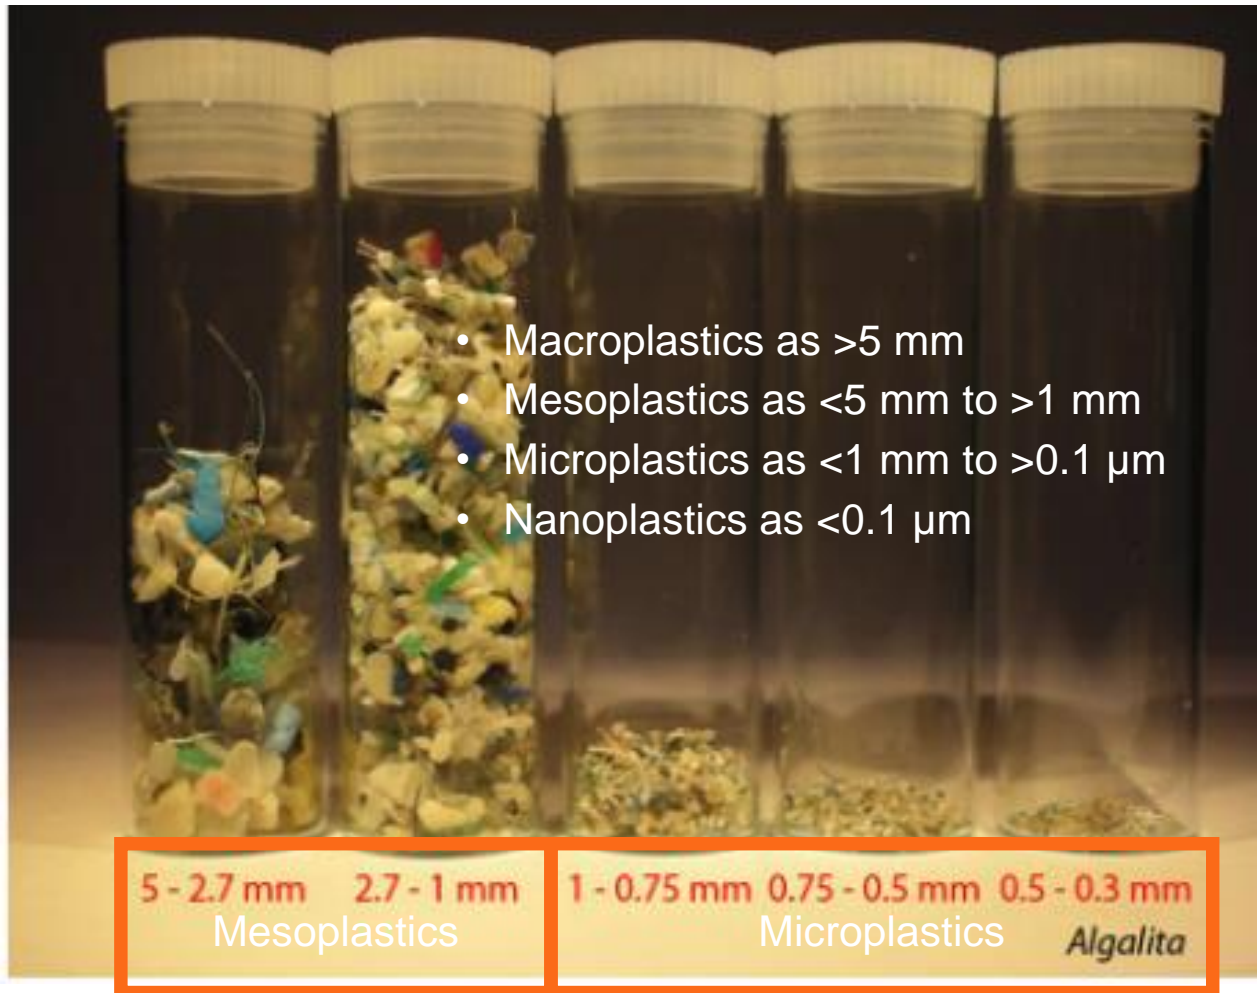 • Macroplastics as >5 mm
• Mesoplastics as <5 mm to >1 mm
• Microplastics as <1 mm to >0.1 µm
• Nanoplastics as <0.1 µm
5 - 2.7 mm 2.7 - 1 mm 1 - 0.75 mm 0.75 - 0.5 mm 0.5 - 0.3 mm
Mesoplastics Microplastics Algalita